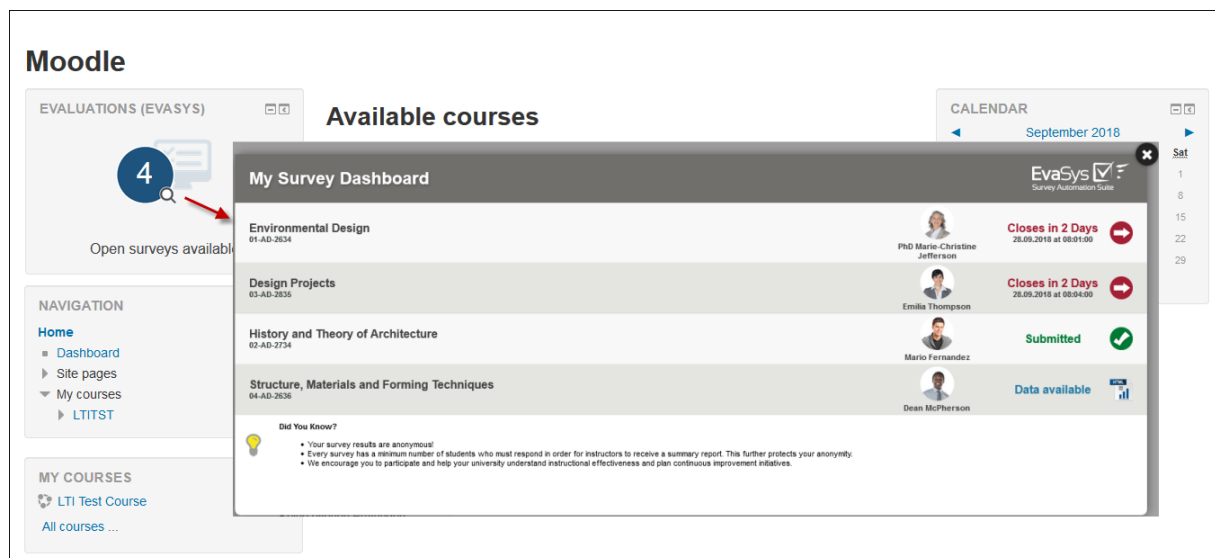 Moodle
EVALUATIONS (EVASYS)
4
Open surveys available
NAVIGATION
Home
Dashboard
Site pages
My courses
LTITST
MY COURSES
LTI Test Course
All courses ...
Available courses
My Survey Dashboard
EvaSys
Survey Automation Suite
Environmental Design
01-AD-2634
PhD Marie-Christine
Jefferson
Closes in 2 Days
28.09.2018 at 08:01:00
Design Projects
03-AD-2835
Emilia Thompson
Closes in 2 Days
28.09.2018 at 08:04:00
History and Theory of Architecture
02-AD-2734
Mario Fernandez
Submitted
Structure, Materials and Forming Techniques
04-AD-2636
Dean McPherson
Data available
HTML
Did You Know?
• Your survey results are anonymous!
• Every survey has a minimum number of students who must respond in order for instructors to receive a summary report. This further protects your anonymity.
• We encourage you to participate and help your university understand instructional effectiveness and plan continuous improvement initiatives.
CALENDAR
◄ September 2018 ►
Sat
1
8
15
22
29